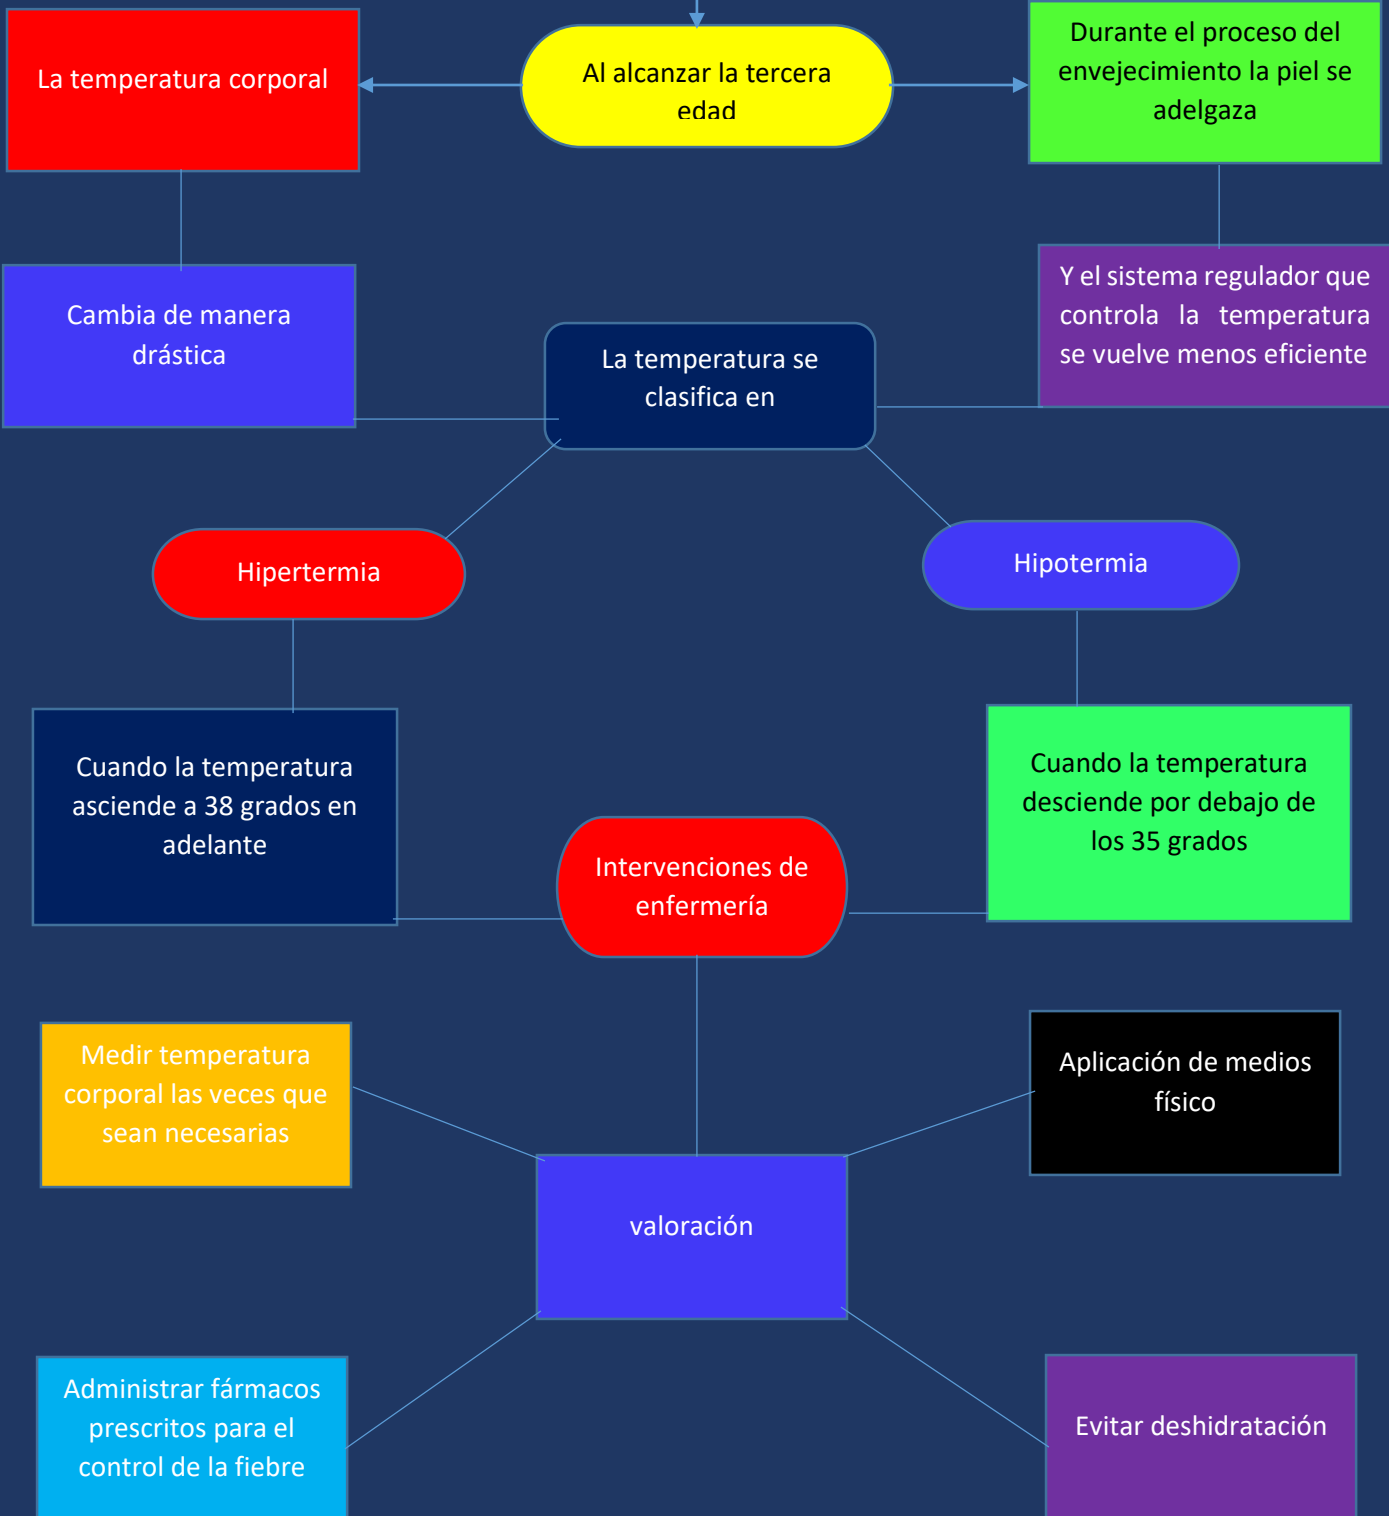 La temperatura corporal
Al alcanzar la tercera
edad
Durante el proceso del
envejecimiento la piel se
adelgaza
Cambia de manera
drástica
La temperatura se
clasifica en
Y el sistema regulador que
controla la temperatura
se vuelve menos eficiente
Hipertermia
Hipotermia
Cuando la temperatura
asciende a 38 grados en
adelante
Intervenciones de
enfermería
Cuando la temperatura
desciende por debajo de
los 35 grados
Medir temperatura
corporal las veces que
sean necesarias
Aplicación de medios
físico
valoración
Administrar fármacos
prescritos para el
control de la fiebre
Evitar deshidratación